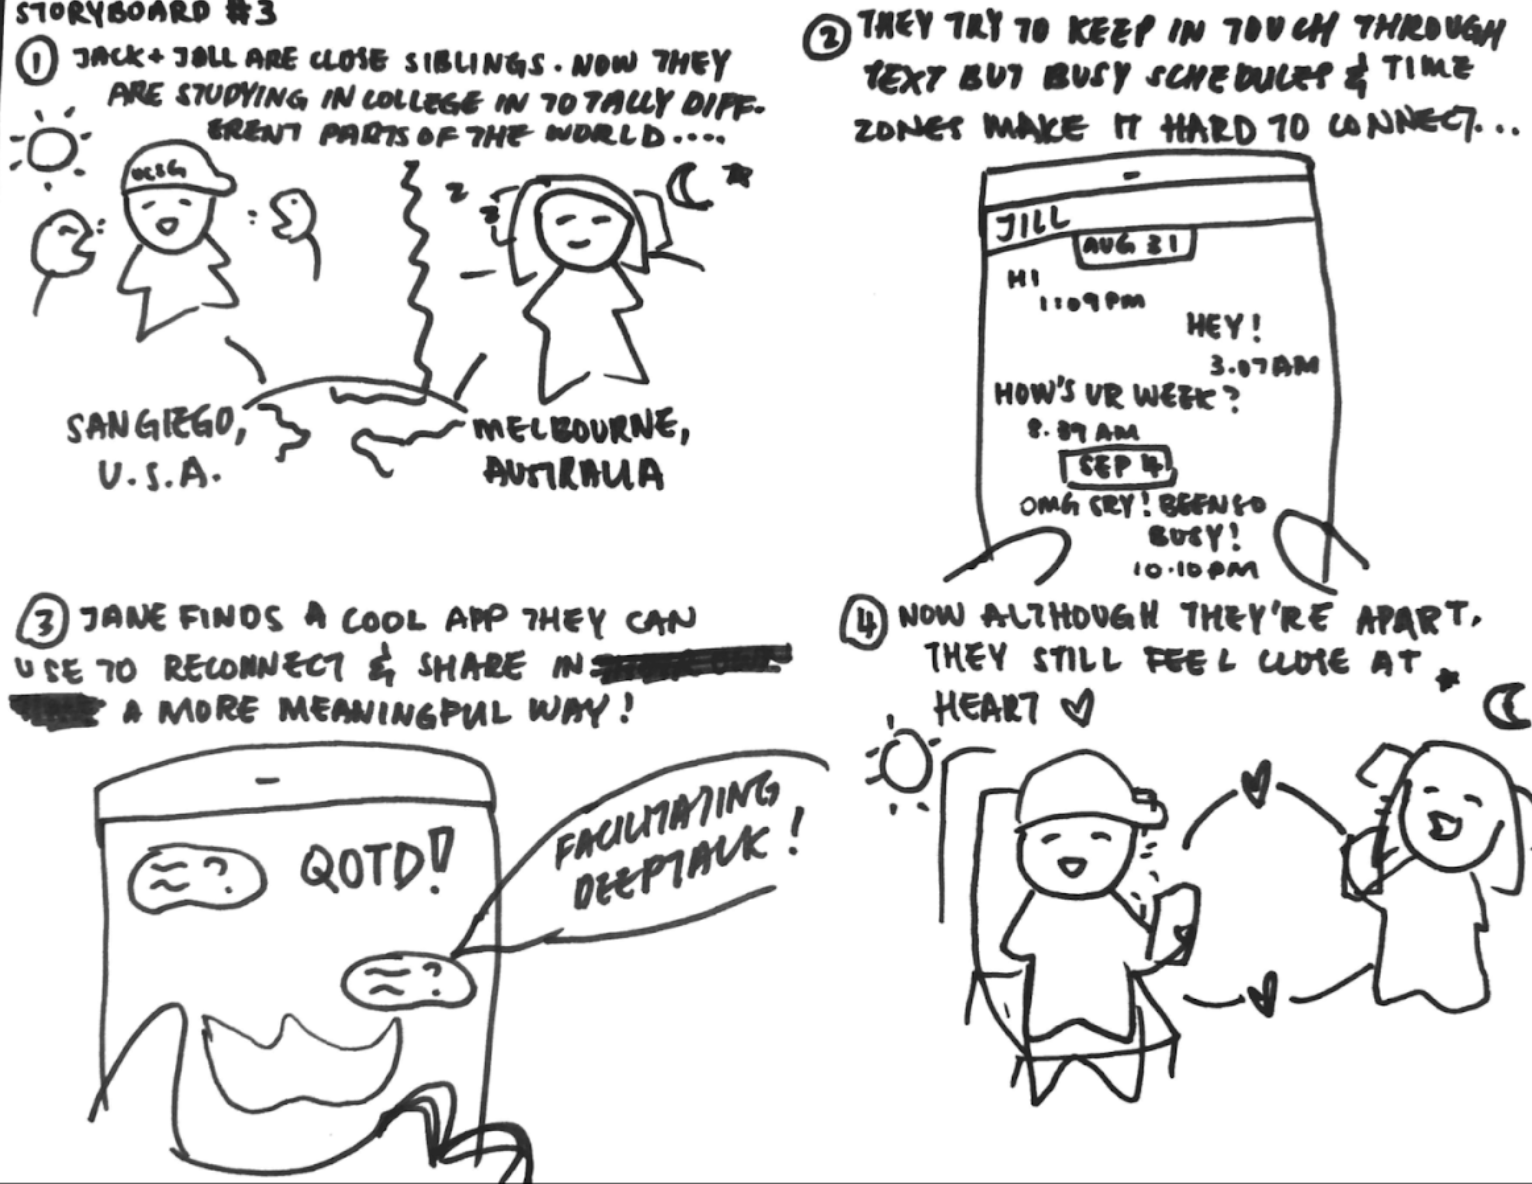 STORYBOARD #3
① JACK + JILL ARE CLOSE SIBLINGS. NOW THEY
ARE STUDYING IN COLLEGE IN TOTALLY DIFF-
ERENT PARTS OF THE WORLD....
z
z
SAN GIEGO,
U.S.A.
MELBOURNE,
AUSTRALIA
② THEY TRY TO KEEP IN TOUCH THROUGH
TEXT BUT BUSY SCHEDULES & TIME
ZONES MAKE IT HARD TO CONNECT...
JILL
AUG 31
HI
1:09PM
HEY!
3.07AM
HOW'S UR WEEK?
8.39 AM
SEP 4
OMG SRY! BEEN SO
BUSY!
10.10PM
③ JANE FINDS A COOL APP THEY CAN
USE TO RECONNECT & SHARE IN
A MORE MEANINGFUL WAY!
? QOTD!
?
FACILITATING
DEEPTALK!
④ NOW ALTHOUGH THEY'RE APART,
THEY STILL FEEL CLOSE AT
HEART ♡